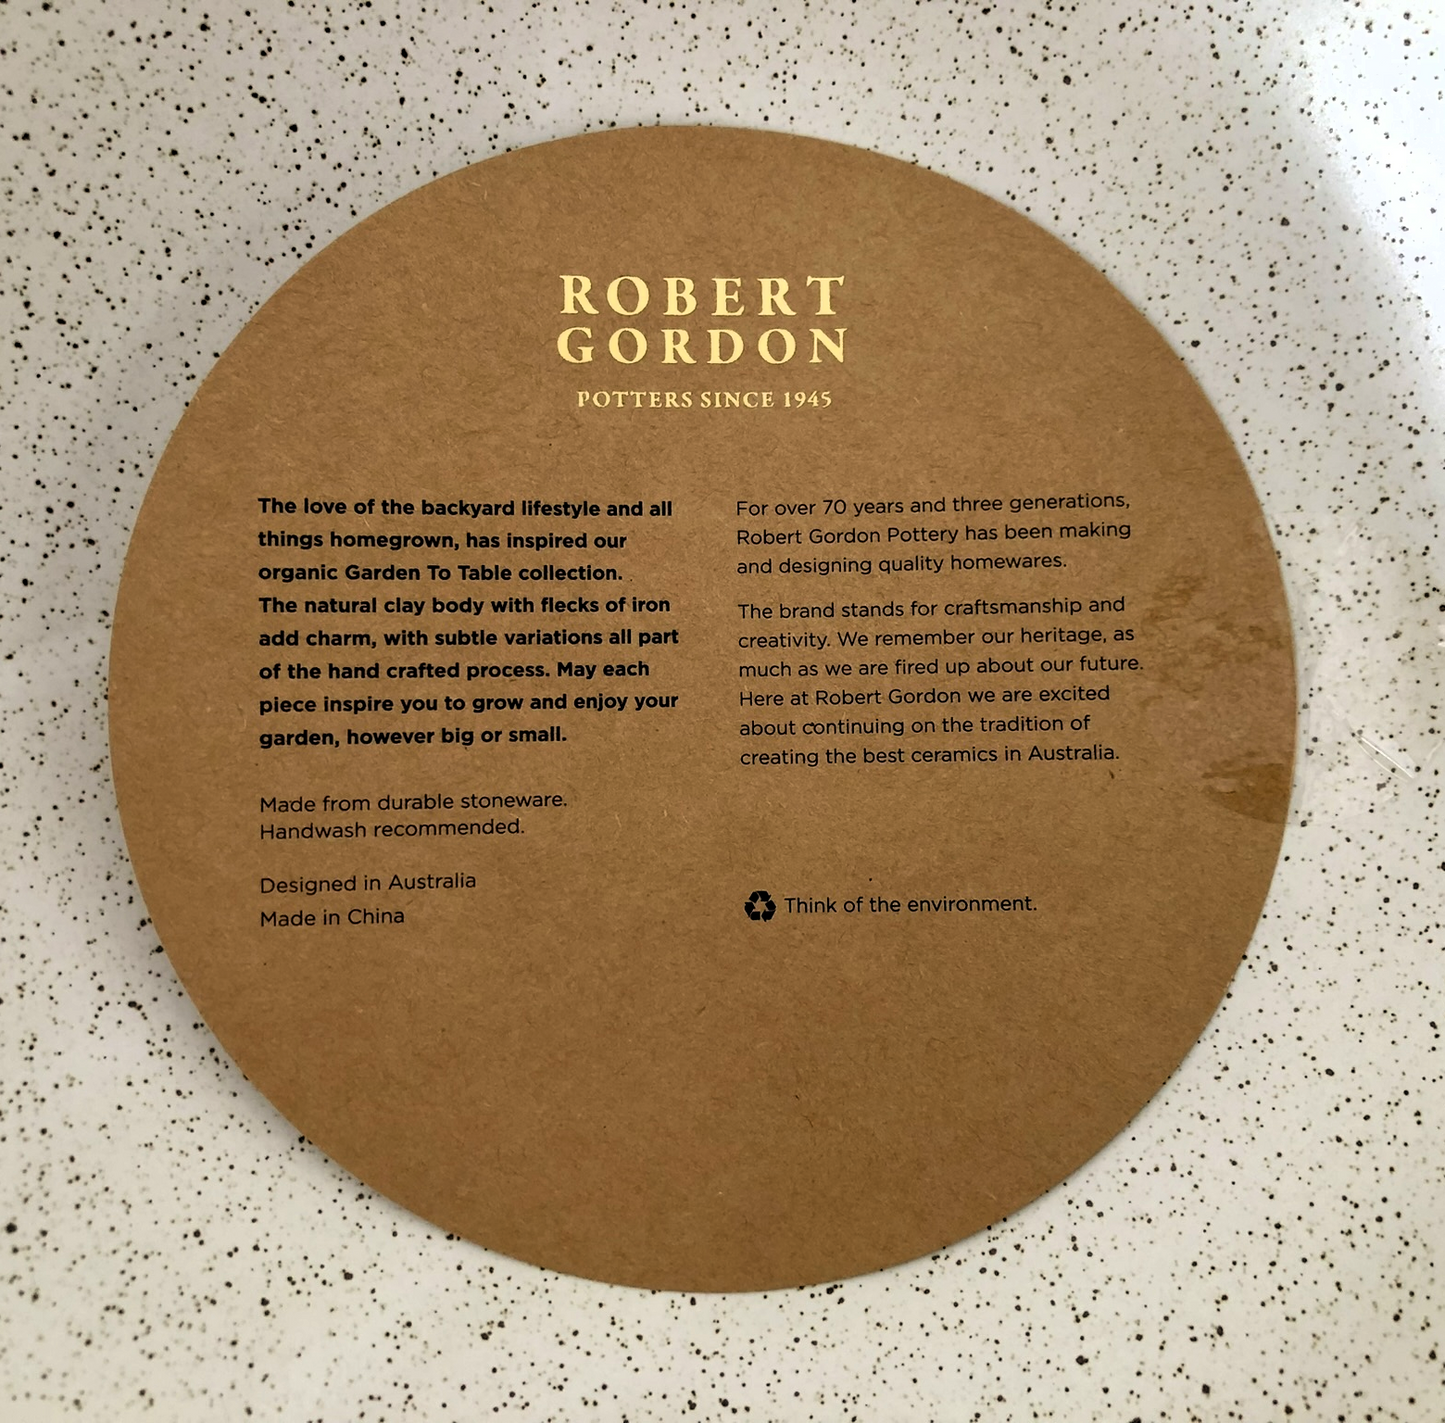 ROBERT
GORDON
POTTERS SINCE 1945
The love of the backyard lifestyle and all
things homegrown, has inspired our
organic Garden To Table collection.
The natural clay body with flecks of iron
add charm, with subtle variations all part
of the hand crafted process. May each
piece inspire you to grow and enjoy your
garden, however big or small.
Made from durable stoneware.
Handwash recommended.
Designed in Australia
Made in China
For over 70 years and three generations,
Robert Gordon Pottery has been making
and designing quality homewares.
The brand stands for craftsmanship and
creativity. We remember our heritage, as
much as we are fired up about our future.
Here at Robert Gordon we are excited
about continuing on the tradition of
creating the best ceramics in Australia.
Think of the environment.